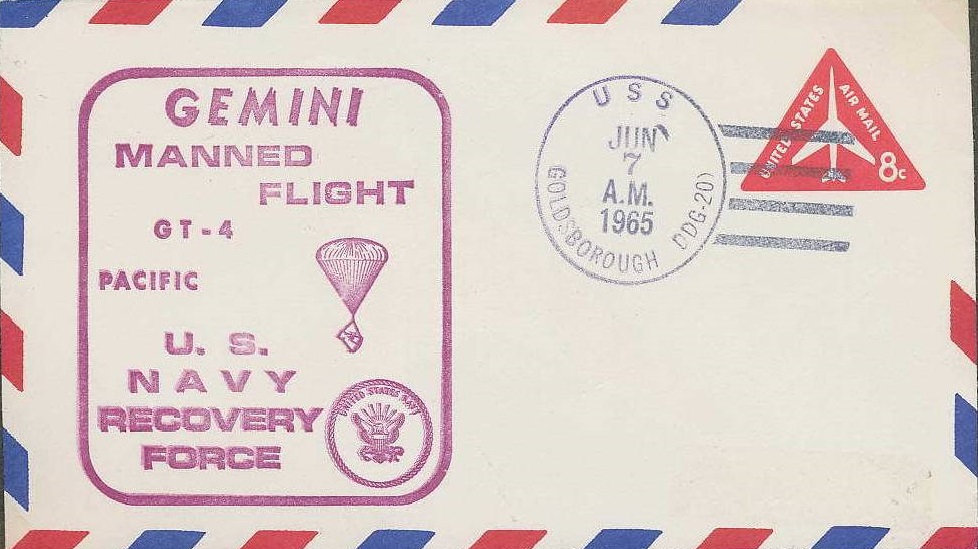 GEMINI
MANNED
FLIGHT
GT-4
PACIFIC
U. S.
NAVY
RECOVERY
FORCE
UNITED STATES NAVY
USS
JUN
7
A.M.
1965
GOLDSBOROUGH DDG-20)
UNITED STATES
AIR MAIL
8c